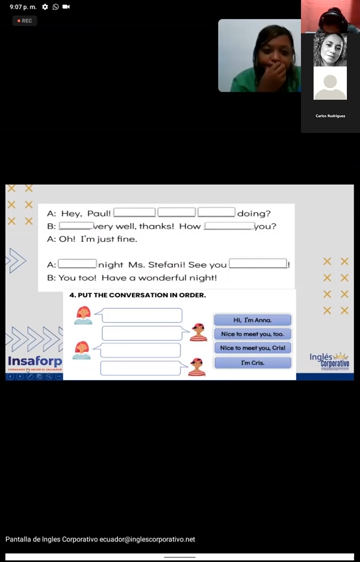 9:07 p. m.
REC
Carlos Rodriguez
A: Hey, Paul! doing?
B: very well, thanks! How you?
A: Oh! I'm just fine.
A: night Ms. Stefani! See you !
B: You too! Have a wonderful night!
4. PUT THE CONVERSATION IN ORDER.
Hi, I'm Anna.
Nice to meet you, too.
Nice to meet you, Cris!
I'm Cris.
Insaforp
Inglés
Corporativo
Pantalla de Ingles Corporativo ecuador@inglescorporativo.net